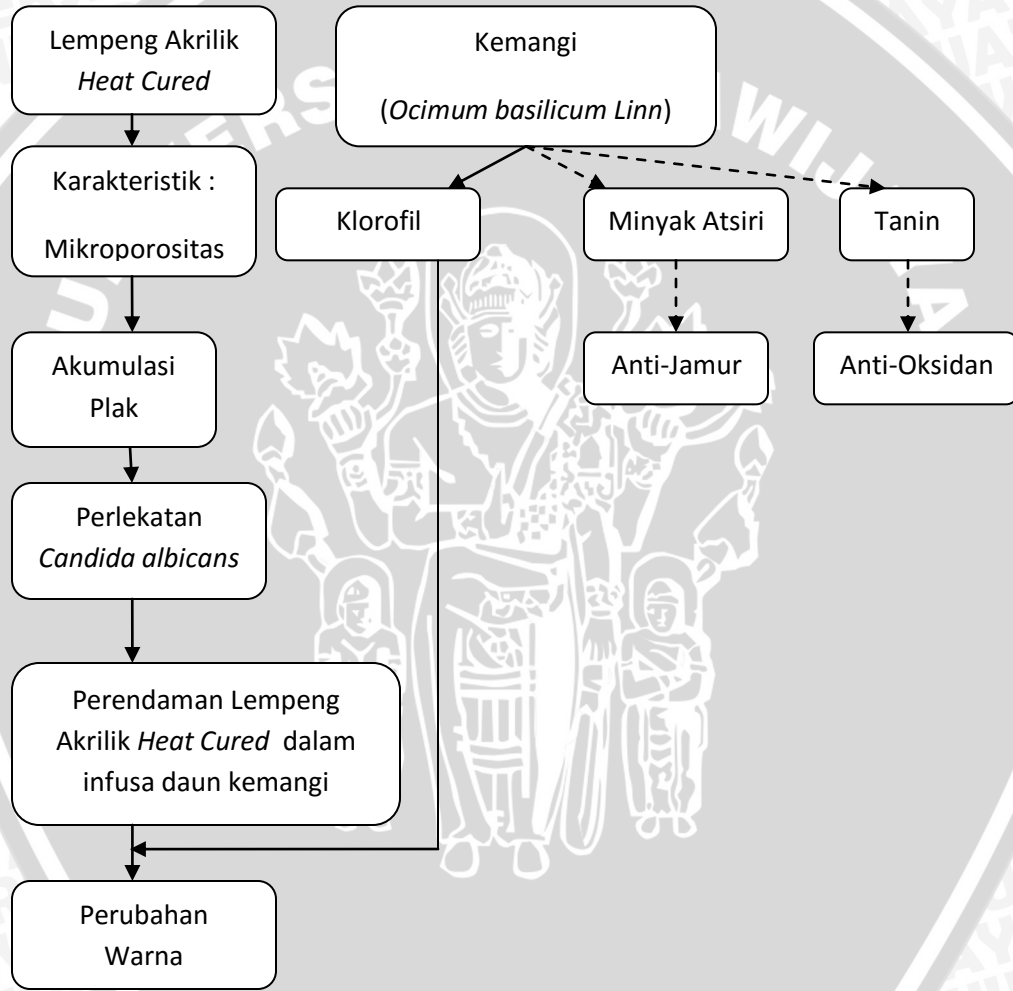 Lempeng Akrilik
Heat Cured
Kemangi
(Ocimum basilicum Linn)
Karakteristik :
Mikroporositas
Klorofil
Minyak Atsiri
Tanin
Akumulasi
Plak
Anti-Jamur
Anti-Oksidan
Perlekatan
Candida albicans
Perendaman Lempeng
Akrilik Heat Cured dalam
infusa daun kemangi
Perubahan
Warna